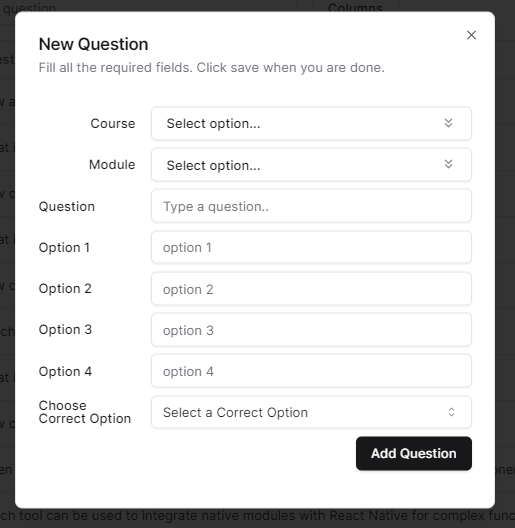 question
Columns
New Question
Fill all the required fields. Click save when you are done.
Course
Select option...
Module
Select option...
Question
Type a question..
Option 1
option 1
Option 2
option 2
Option 3
option 3
Option 4
option 4
Choose
Correct Option
Select a Correct Option
Add Question
tool can be used to integrate native modules with React Native for complex